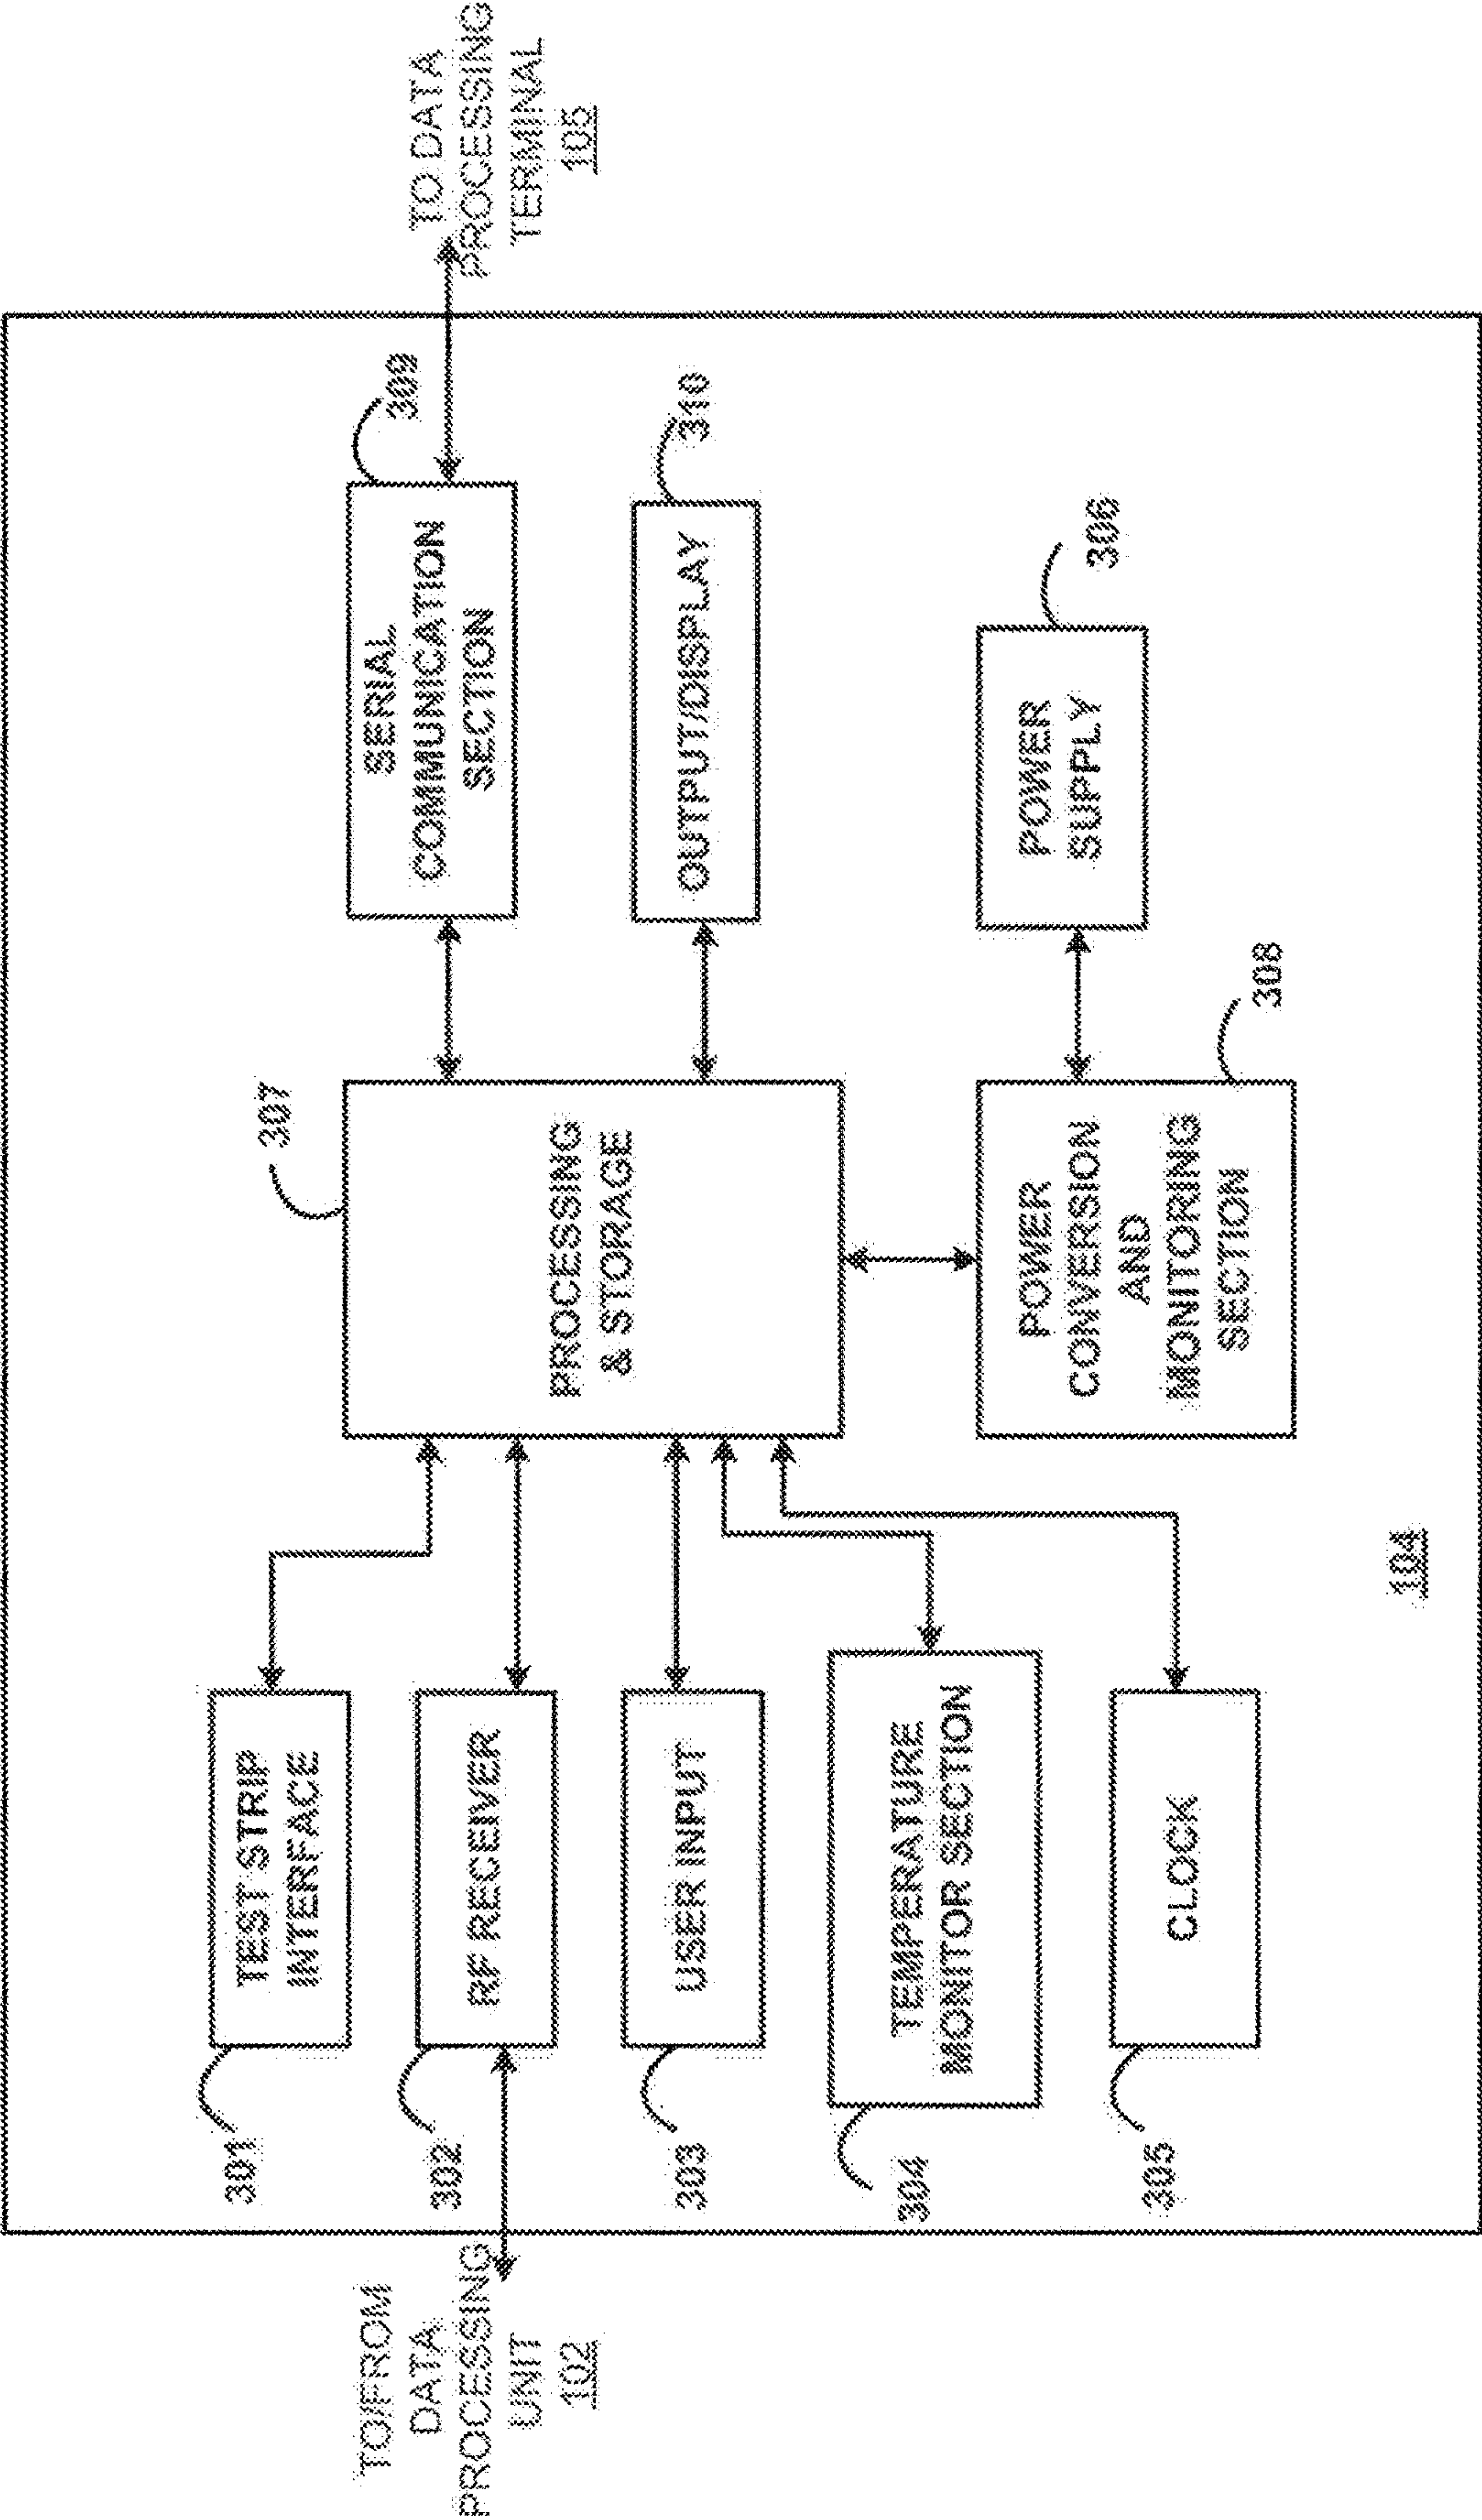 TO/FROM
DATA
PROCESSING
UNIT
102
301
TEST STRIP
INTERFACE
302
RF RECEIVER
303
USER INPUT
304
TEMPERATURE
MONITOR SECTION
305
CLOCK
307
PROCESSING
& STORAGE
POWER
CONVERSION
AND
MONITORING
SECTION
308
309
SERIAL
COMMUNICATION
SECTION
310
OUTPUT/DISPLAY
306
POWER
SUPPLY
104
TO DATA
PROCESSING
TERMINAL
105